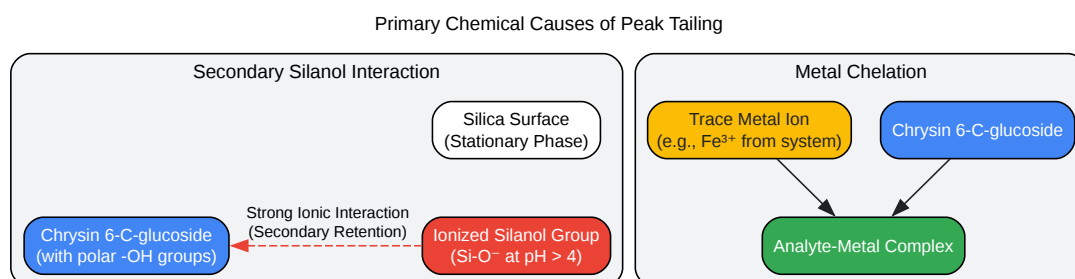 Primary Chemical Causes of Peak Tailing
Secondary Silanol Interaction
Silica Surface
(Stationary Phase)
Strong Ionic Interaction
(Secondary Retention)
Chrysin 6-C-glucoside
(with polar -OH groups)
Ionized Silanol Group
(Si-O⁻ at pH > 4)
Metal Chelation
Trace Metal Ion
(e.g., Fe³⁺ from system)
Chrysin 6-C-glucoside
Analyte-Metal Complex